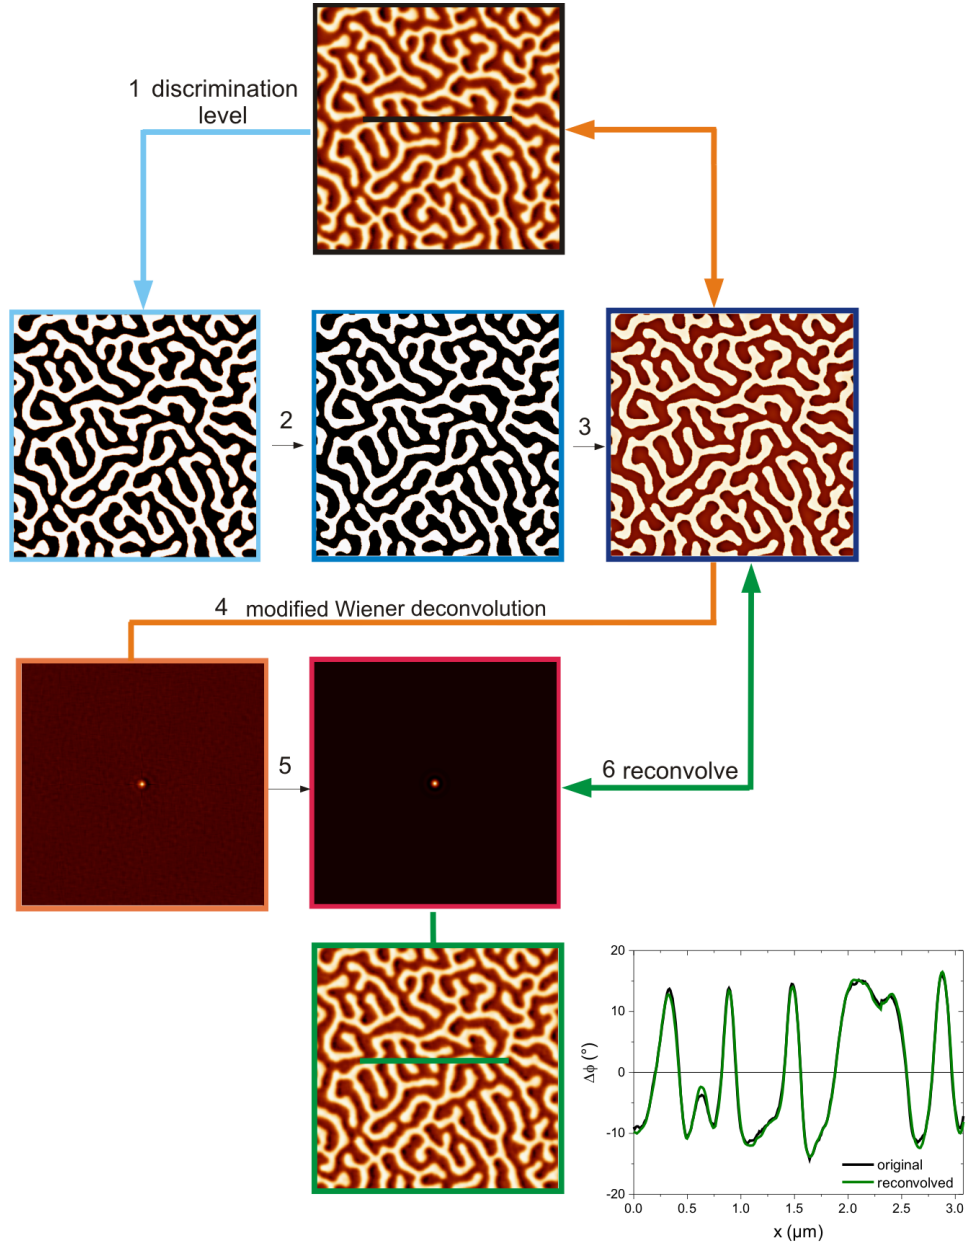 1 discrimination
level
2
3
4 modified Wiener deconvolution
5
6 reconvolve
20
10
0
-10
-20
Δϕ (°)
original
reconvolved
0.0 0.5 1.0 1.5 2.0 2.5 3.0
x (μm)